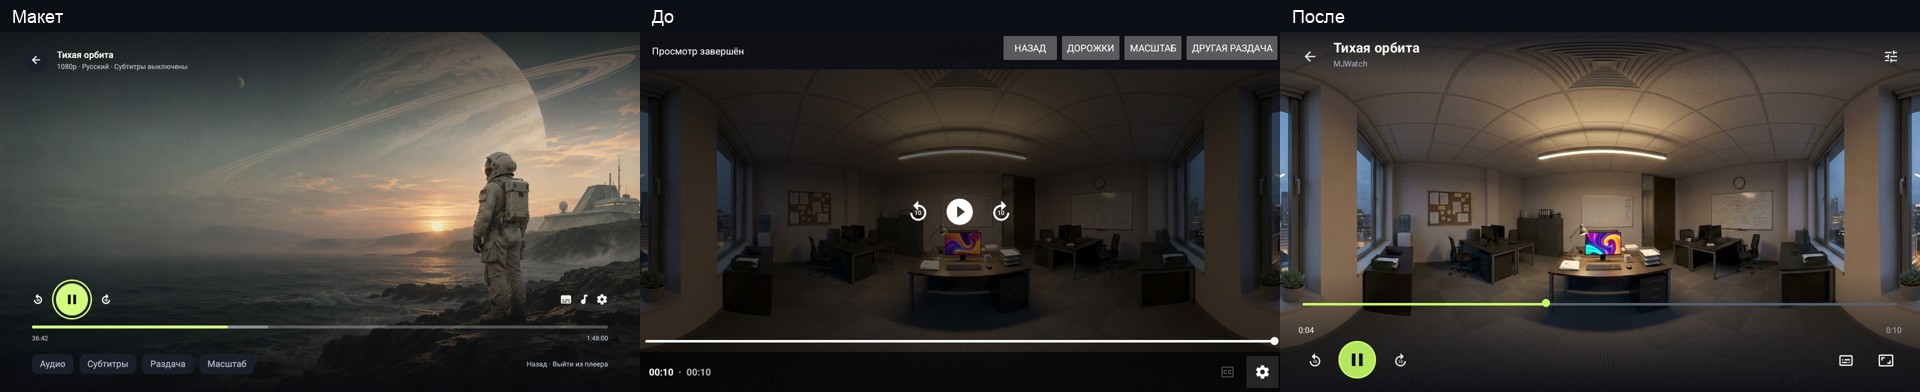 Макет
Тихая орбита
1080p · Русский · Субтитры выключены
36:42
1:48:00
Аудио
Субтитры
Раздача
Масштаб
Назад · Выйти из плеера
До
Просмотр завершён
НАЗАД
ДОРОЖКИ
МАСШТАБ
ДРУГАЯ РАЗДАЧА
10
10
00:10 · 00:10
CC
После
Тихая орбита
MJWatch
0:04
0:10